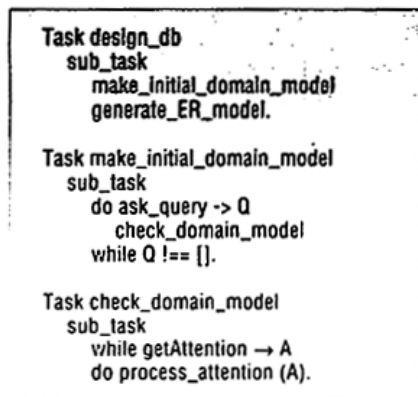 Task design_db
sub_task
make_initial_domain_model
generate_ER_model.
Task make_initial_domain_model
sub_task
do ask_query -> Q
check_domain_model
while Q !== [].
Task check_domain_model
sub_task
while getAttention → A
do process_attention (A).